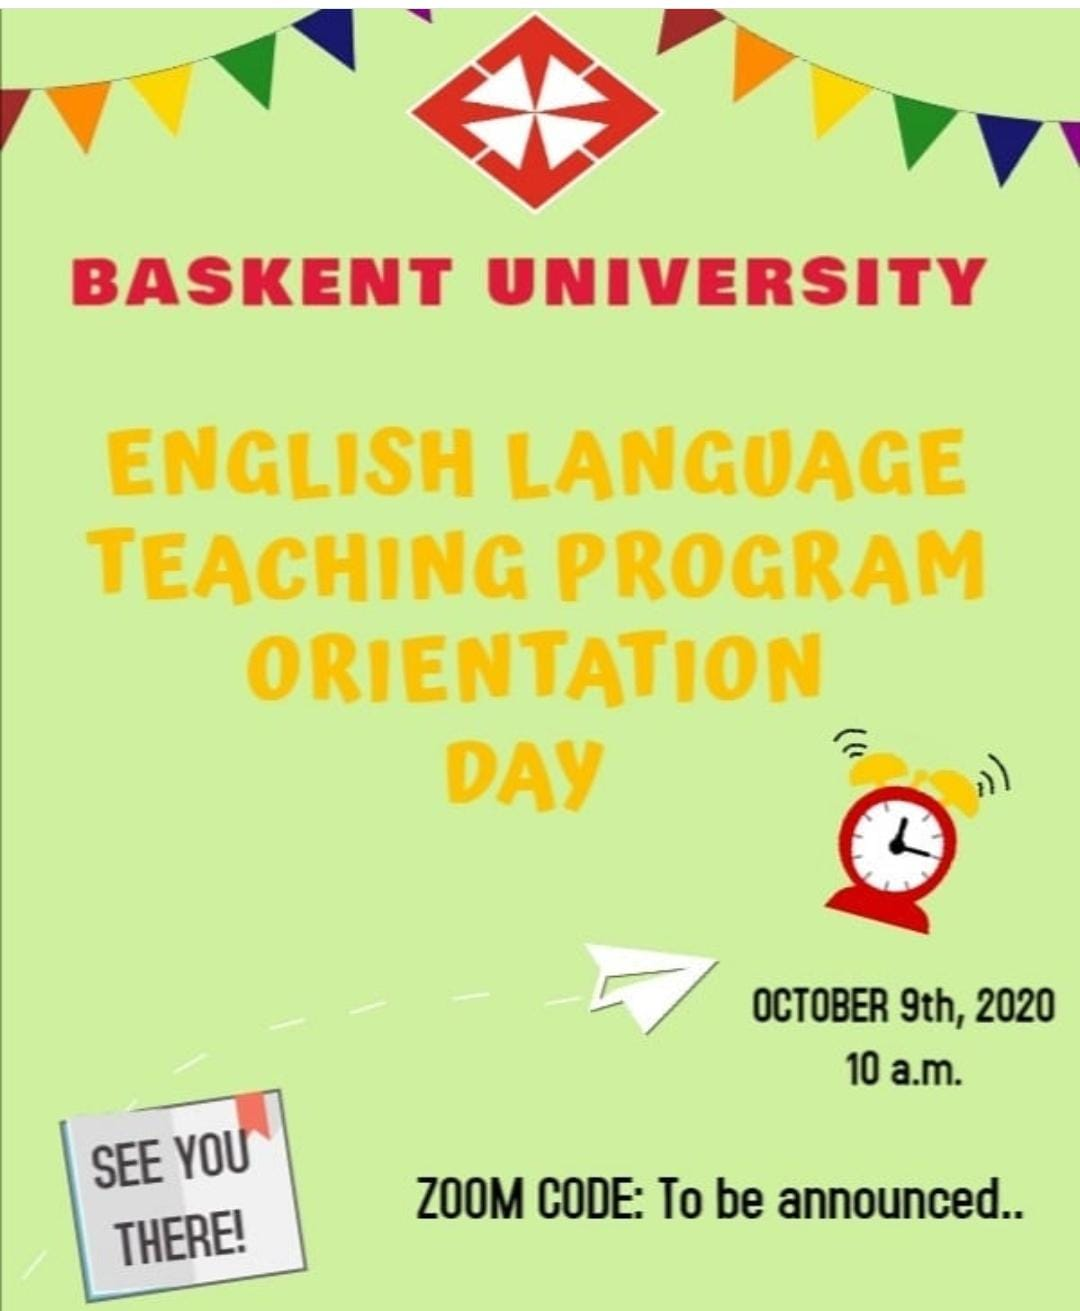 BASKENT UNIVERSITY
ENGLISH LANGUAGE
TEACHING PROGRAM
ORIENTATION
DAY
OCTOBER 9th, 2020
10 a.m.
SEE YOU
THERE!
ZOOM CODE: To be announced..